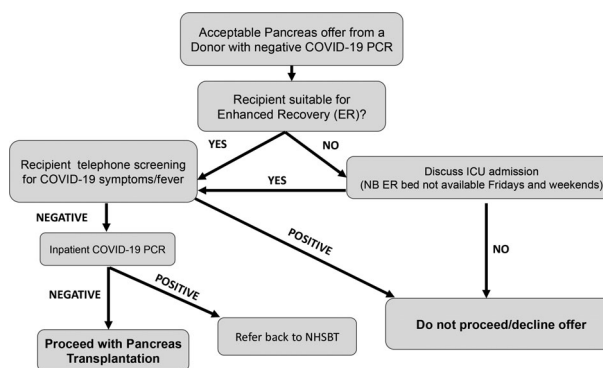 Acceptable Pancreas offer from a
Donor with negative COVID-19 PCR
Recipient suitable for
Enhanced Recovery (ER)?
YES
NO
Recipient telephone screening
for COVID-19 symptoms/fever
YES
Discuss ICU admission
(NB ER bed not available Fridays and weekends)
NEGATIVE
POSITIVE
NO
Inpatient COVID-19 PCR
NEGATIVE
POSITIVE
Proceed with Pancreas
Transplantation
Refer back to NHSBT
Do not proceed/decline offer